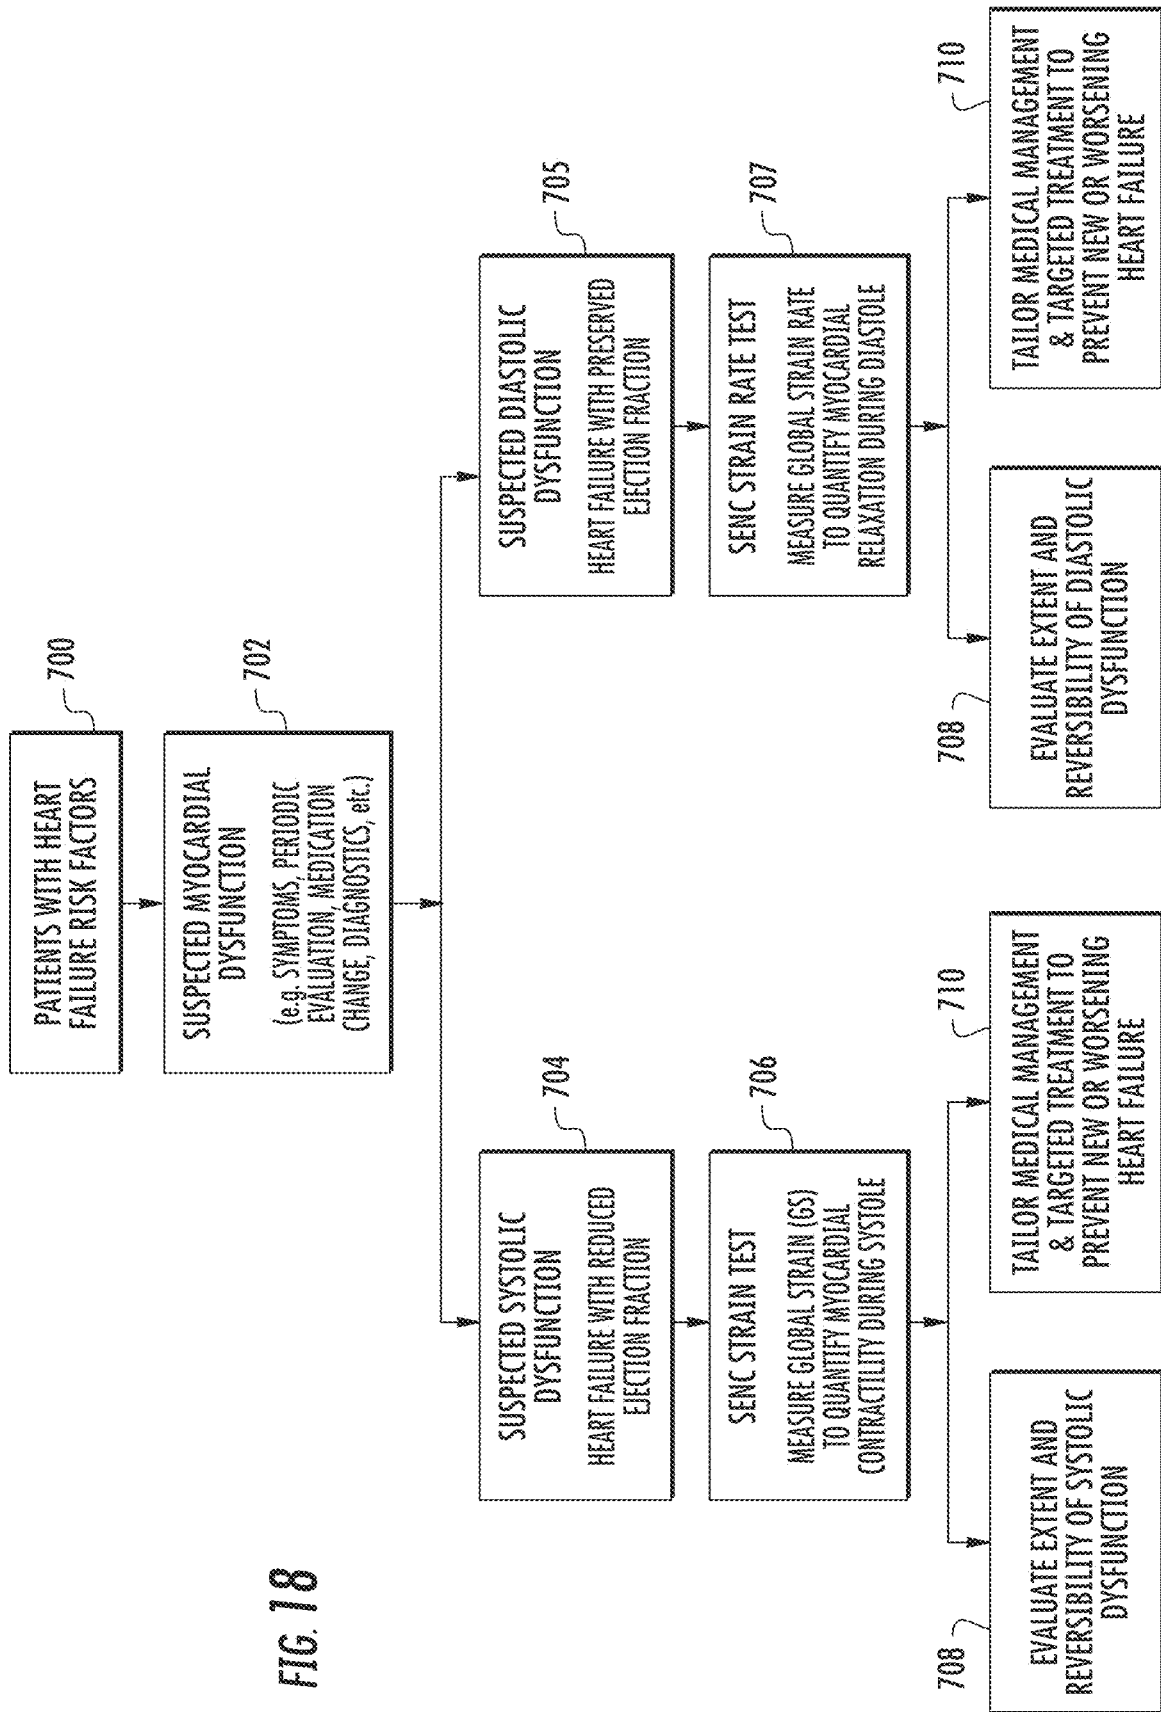 700
PATIENTS WITH HEART
FAILURE RISK FACTORS
702
SUSPECTED MYOCARDIAL
DYSFUNCTION
(e.g. SYMPTOMS, PERIODIC
EVALUATION, MEDICATION
CHANGE, DIAGNOSTICS, etc.)
704
SUSPECTED SYSTOLIC
DYSFUNCTION
HEART FAILURE WITH REDUCED
EJECTION FRACTION
705
SUSPECTED DIASTOLIC
DYSFUNCTION
HEART FAILURE WITH PRESERVED
EJECTION FRACTION
706
SENC STRAIN TEST
MEASURE GLOBAL STRAIN (GS)
TO QUANTIFY MYOCARDIAL
CONTRACTILITY DURING SYSTOLE
707
SENC STRAIN RATE TEST
MEASURE GLOBAL STRAIN RATE
TO QUANTIFY MYOCARDIAL
RELAXATION DURING DIASTOLE
708
EVALUATE EXTENT AND
REVERSIBILITY OF SYSTOLIC
DYSFUNCTION
710
TAILOR MEDICAL MANAGEMENT
& TARGETED TREATMENT TO
PREVENT NEW OR WORSENING
HEART FAILURE
708
EVALUATE EXTENT AND
REVERSIBILITY OF DIASTOLIC
DYSFUNCTION
710
TAILOR MEDICAL MANAGEMENT
& TARGETED TREATMENT TO
PREVENT NEW OR WORSENING
HEART FAILURE
FIG. 18